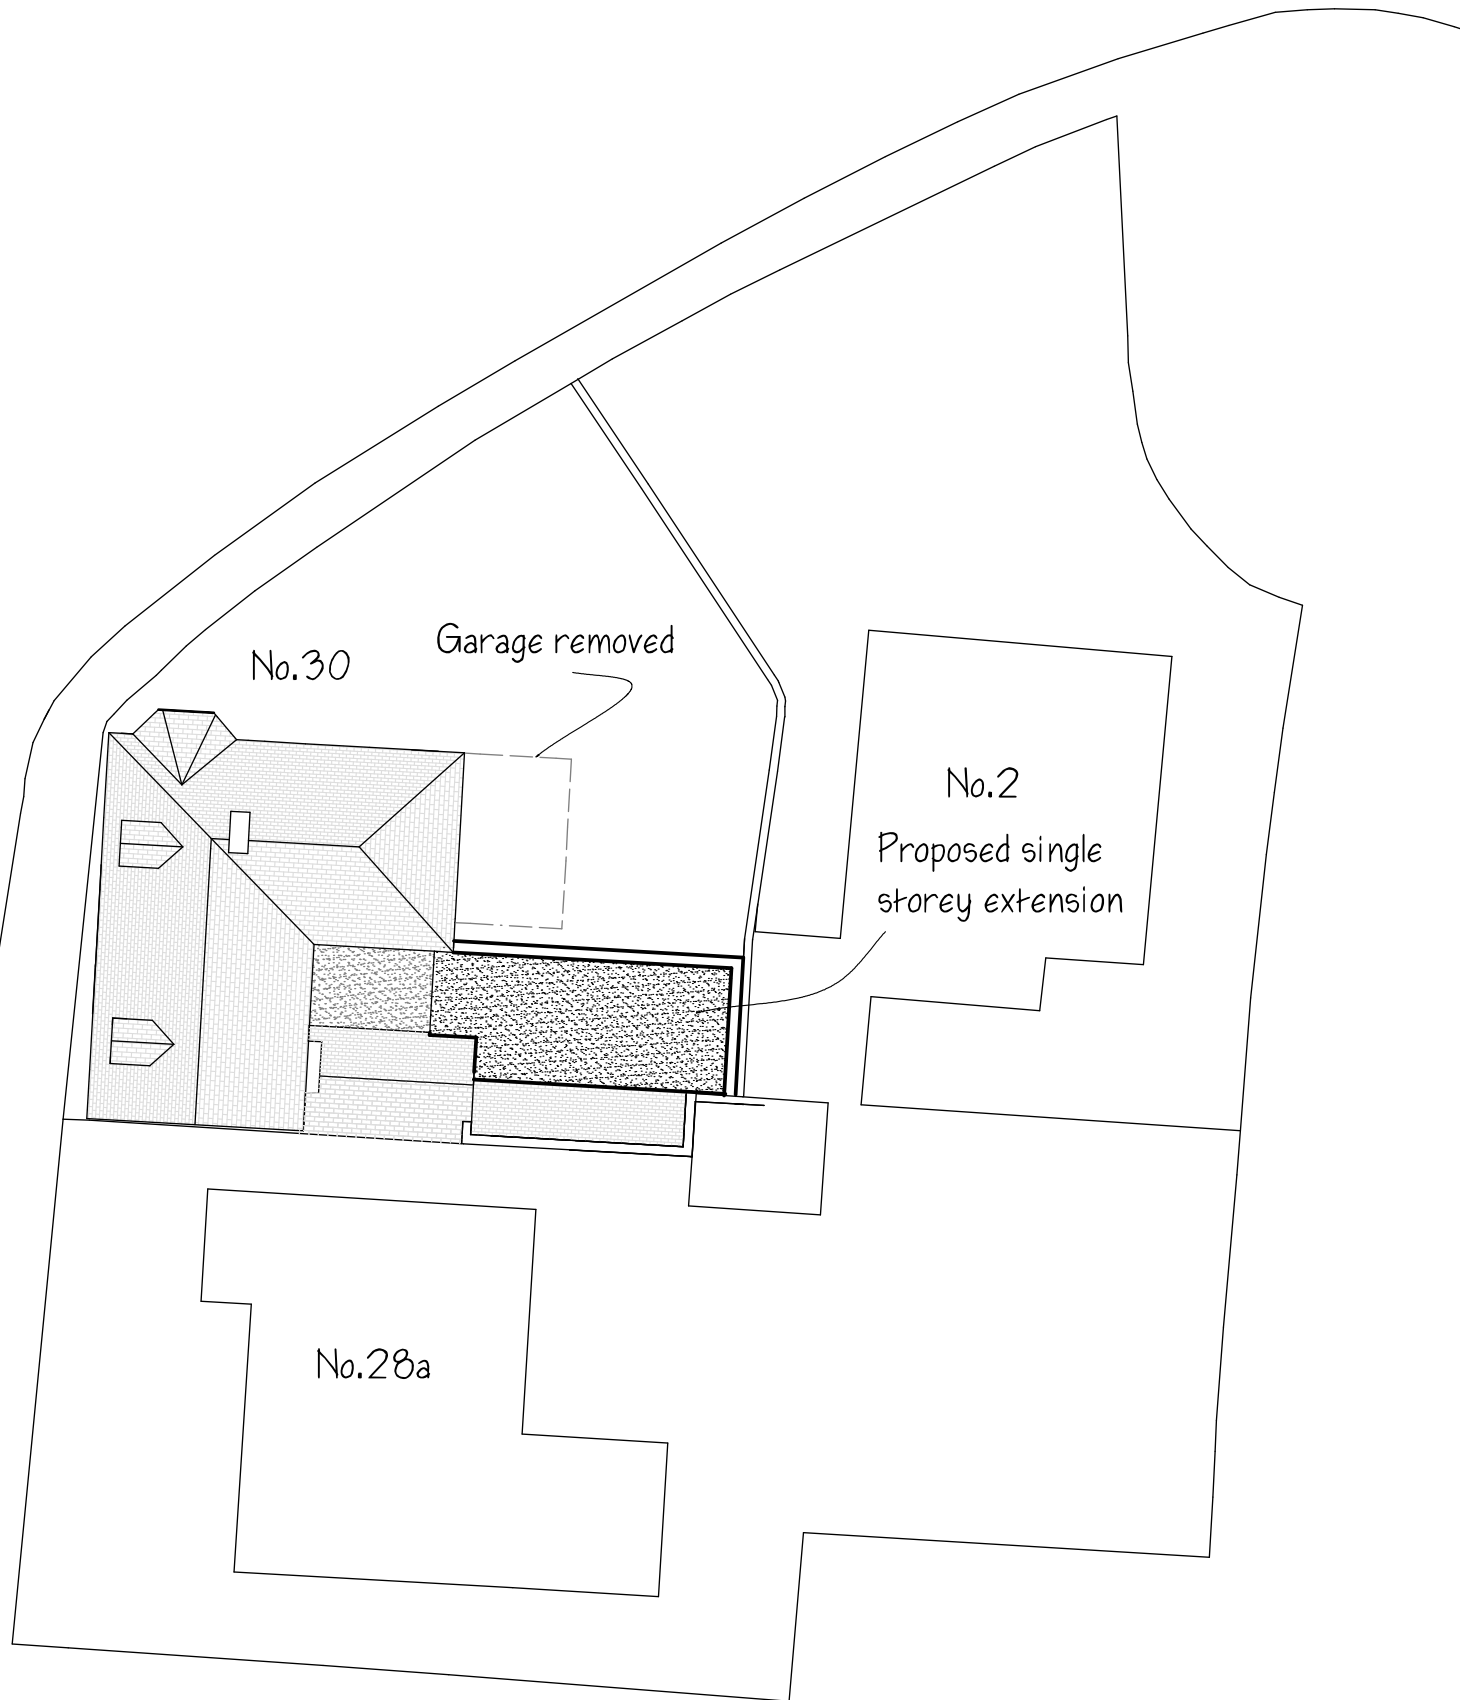 Garage removed
No.30
No.2
Proposed single
storey extension
No.28a